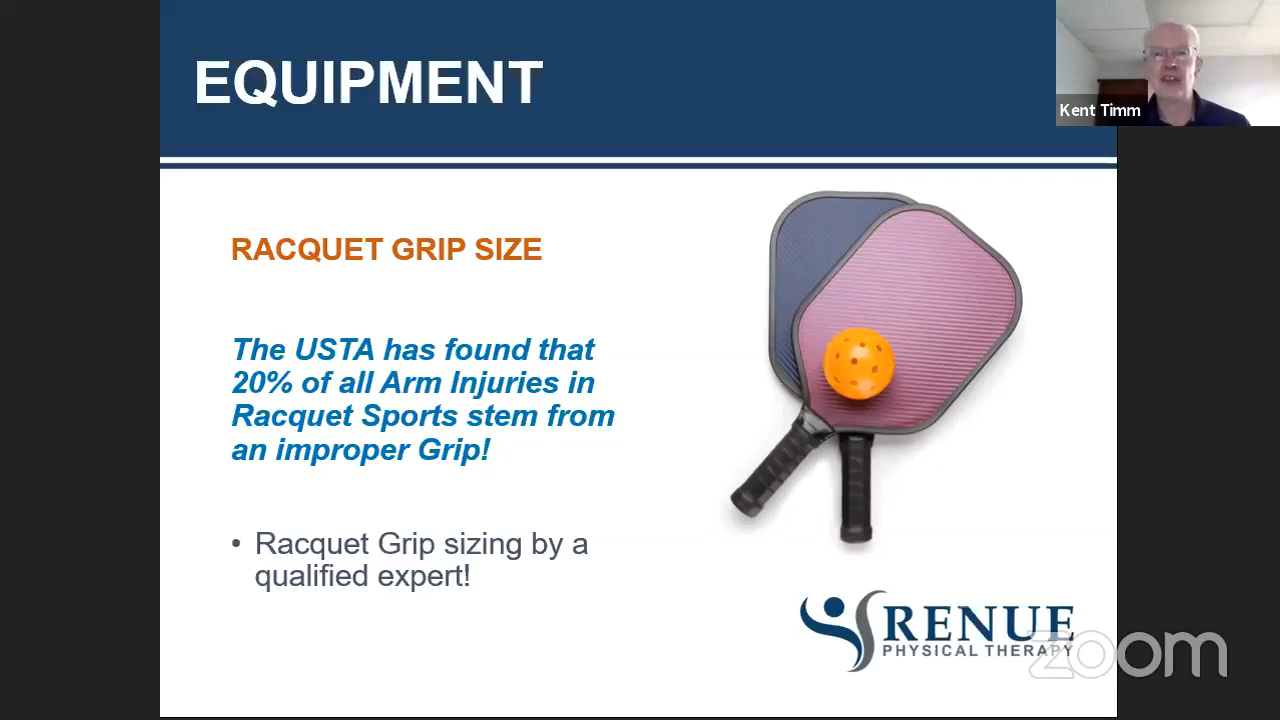 EQUIPMENT
Kent Timm
RACQUET GRIP SIZE
The USTA has found that
20% of all Arm Injuries in
Racquet Sports stem from
an improper Grip!
• Racquet Grip sizing by a
qualified expert!
RENUE
PHYSICAL THERAPY
zoom